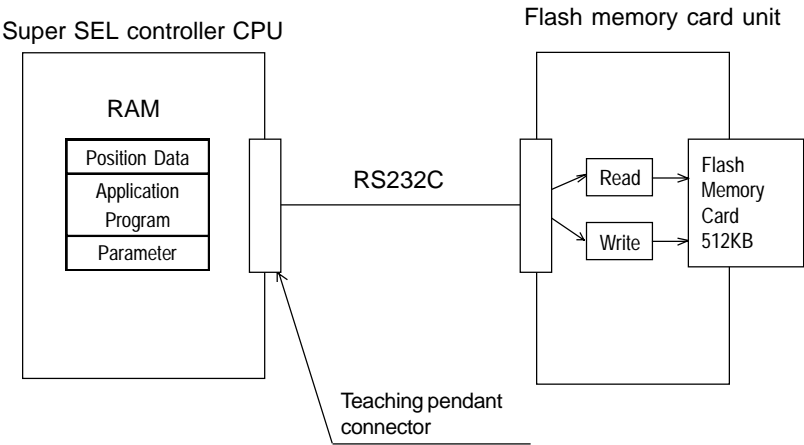 Super SEL controller CPU
Flash memory card unit
RAM
Position Data
Application
Program
Parameter
RS232C
Read
Write
Flash
Memory
Card
512KB
Teaching pendant
connector